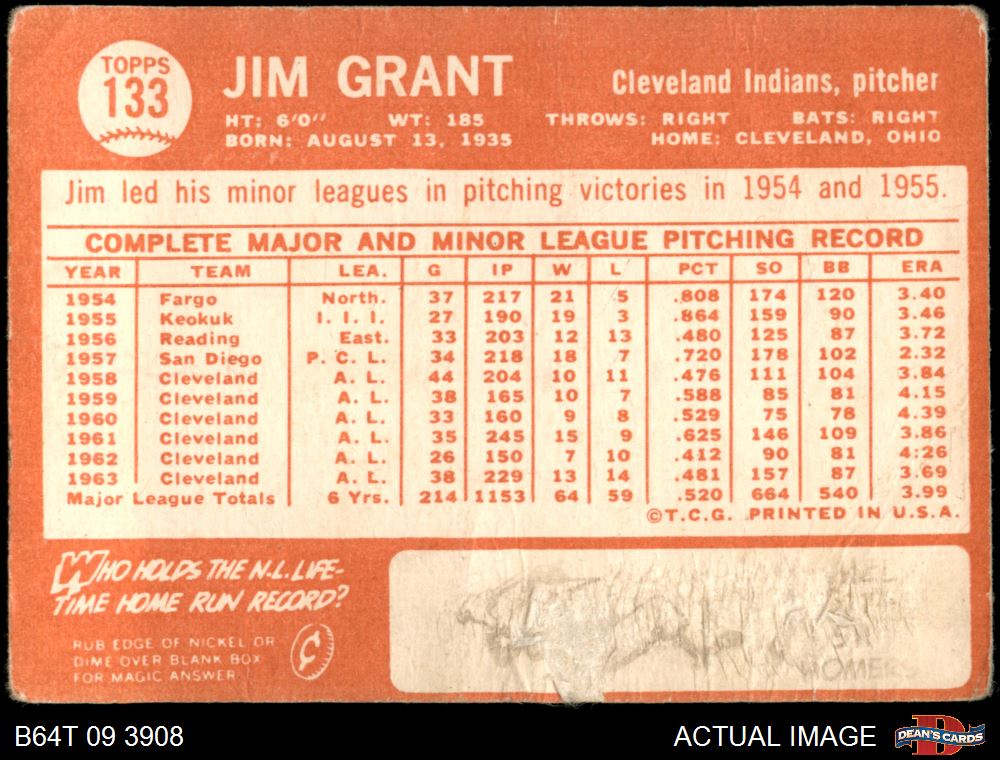 TOPPS
133
JIM GRANT
Cleveland Indians, pitcher
HT: 6'0" WT: 185 THROWS: RIGHT BATS: RIGHT
BORN: AUGUST 13, 1935 HOME: CLEVELAND, OHIO
Jim led his minor leagues in pitching victories in 1954 and 1955.
COMPLETE MAJOR AND MINOR LEAGUE PITCHING RECORD
YEAR TEAM LEA. G IP W L PCT SO BB ERA
1954 Fargo North. 37 217 21 5 .808 174 120 3.40
1955 Keokuk I. I. I. 27 190 19 3 .864 159 90 3.46
1956 Reading East. 33 203 12 13 .480 125 87 3.72
1957 San Diego P. C. L. 34 218 18 7 .720 178 102 2.32
1958 Cleveland A. L. 44 204 10 11 .476 111 104 3.84
1959 Cleveland A. L. 38 165 10 7 .588 85 81 4.15
1960 Cleveland A. L. 33 160 9 8 .529 75 78 4.39
1961 Cleveland A. L. 35 245 15 9 .625 146 109 3.86
1962 Cleveland A. L. 26 150 7 10 .412 90 81 4:26
1963 Cleveland A. L. 38 229 13 14 .481 157 87 3.69
Major League Totals 6 Yrs. 214 1153 64 59 .520 664 540 3.99
©T.C.G. PRINTED IN U.S.A.
WHO HOLDS THE N.L. LIFE-
TIME HOME RUN RECORD?
RUB EDGE OF NICKEL OR
DIME OVER BLANK BOX
FOR MAGIC ANSWER
MEL
HOMERS
B64T 09 3908
ACTUAL IMAGE
DEAN'S CARDS